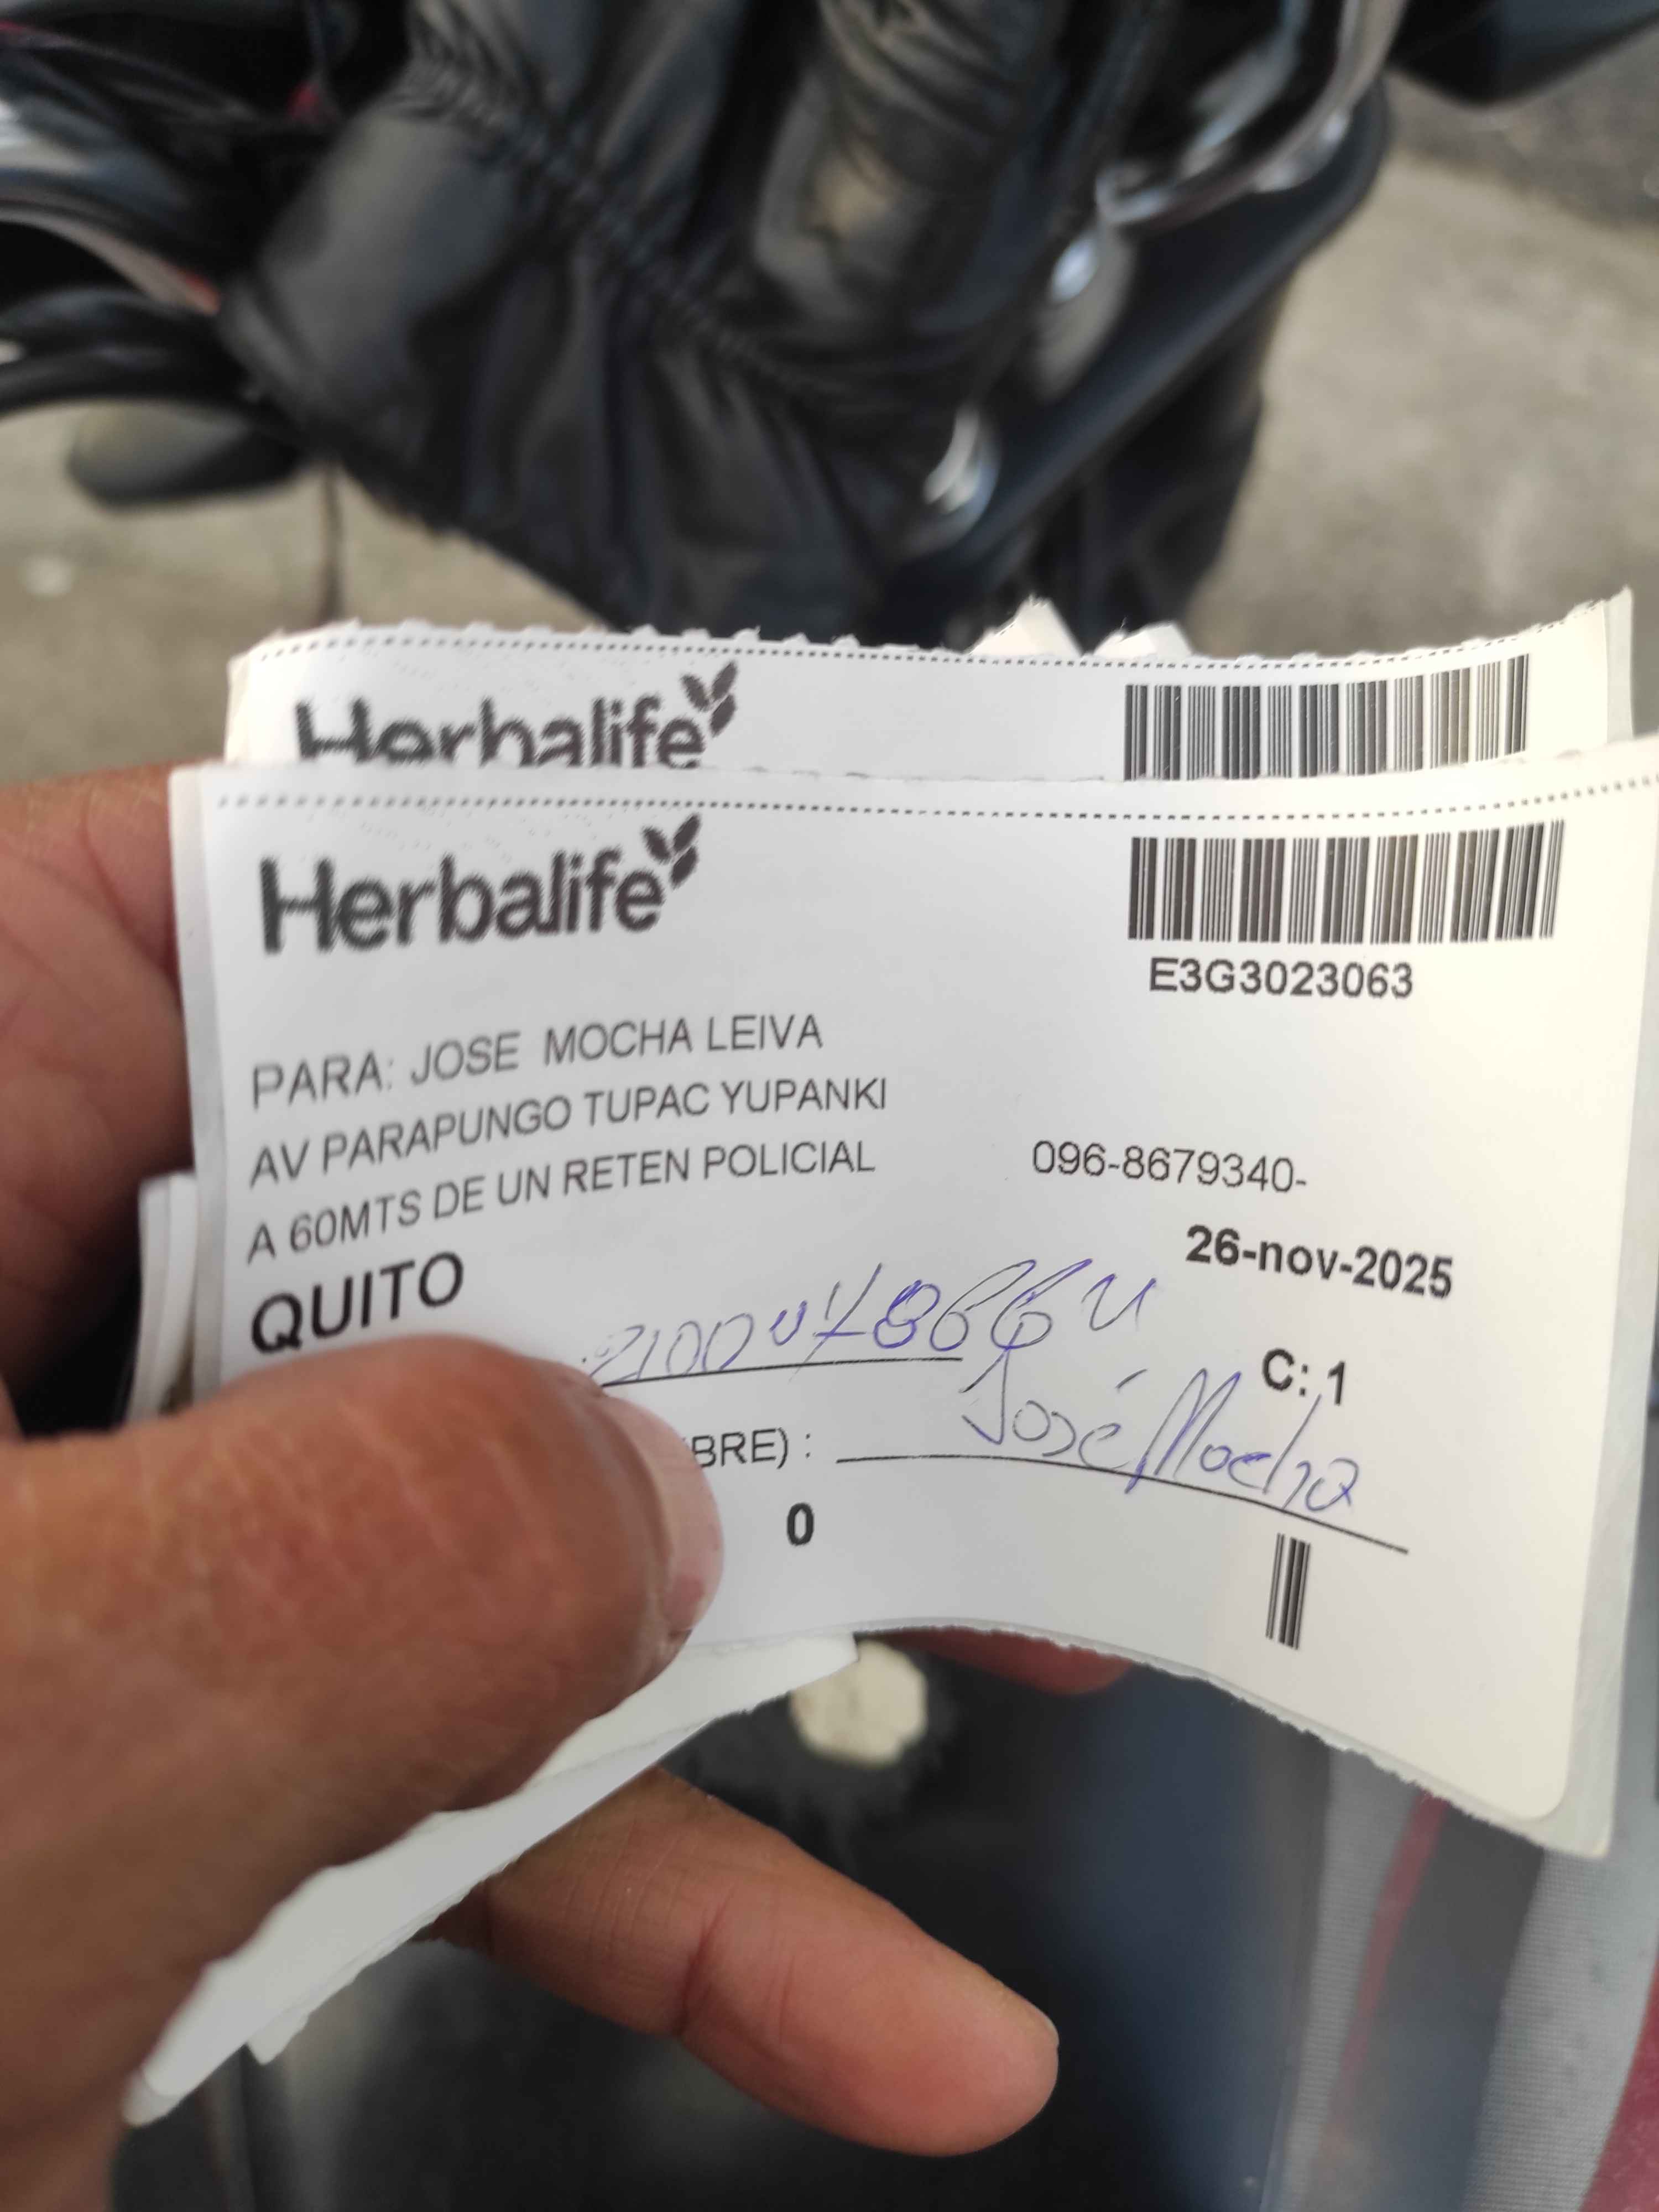 Herbalife
Herbalife
E3G3023063
PARA: JOSE MOCHA LEIVA
AV PARAPUNGO TUPAC YUPANKI
A 60MTS DE UN RETEN POLICIAL
096-8679340-
26-nov-2025
QUITO
C: 1
BRE) :
José Mocha
0